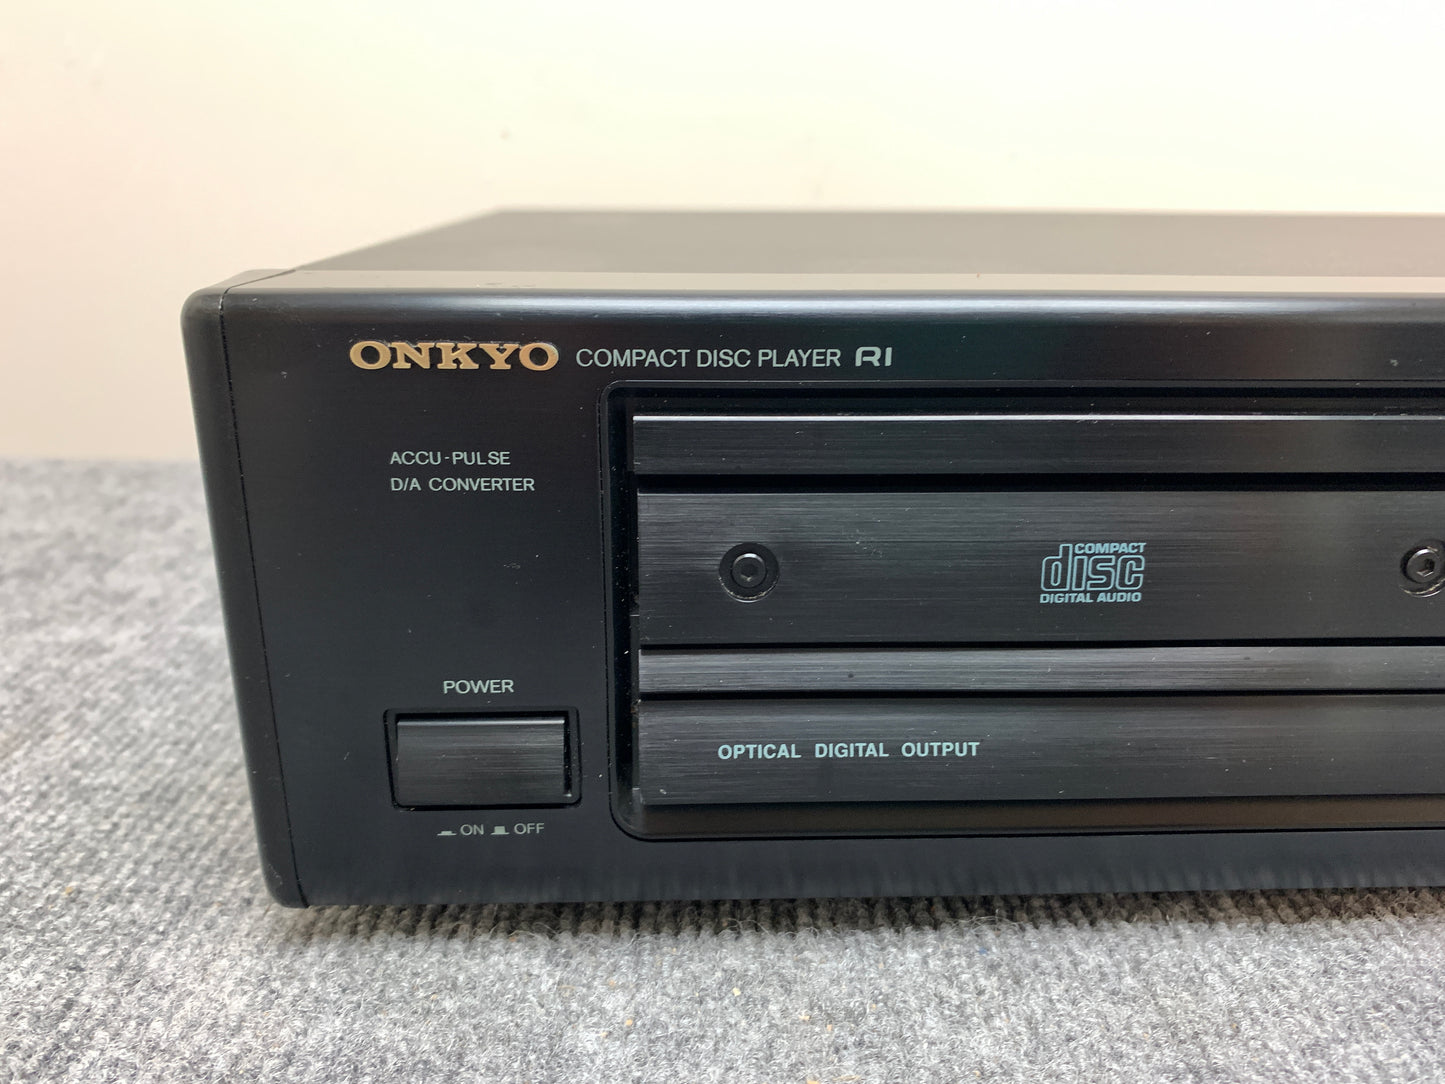 ONKYO COMPACT DISC PLAYER RI
ACCU-PULSE
D/A CONVERTER
COMPACT
disc
DIGITAL AUDIO
POWER
OPTICAL DIGITAL OUTPUT
ON OFF